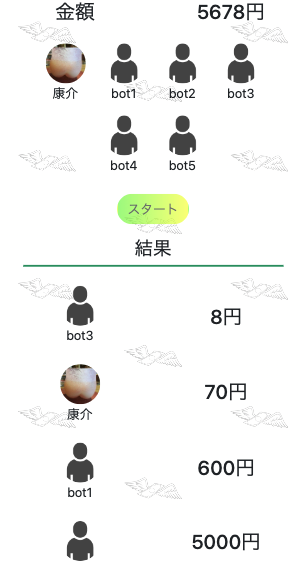 金額 5678円
康介 bot1 bot2 bot3
bot4 bot5
スタート
結果
8円
bot3
70円
康介
600円
bot1
5000円